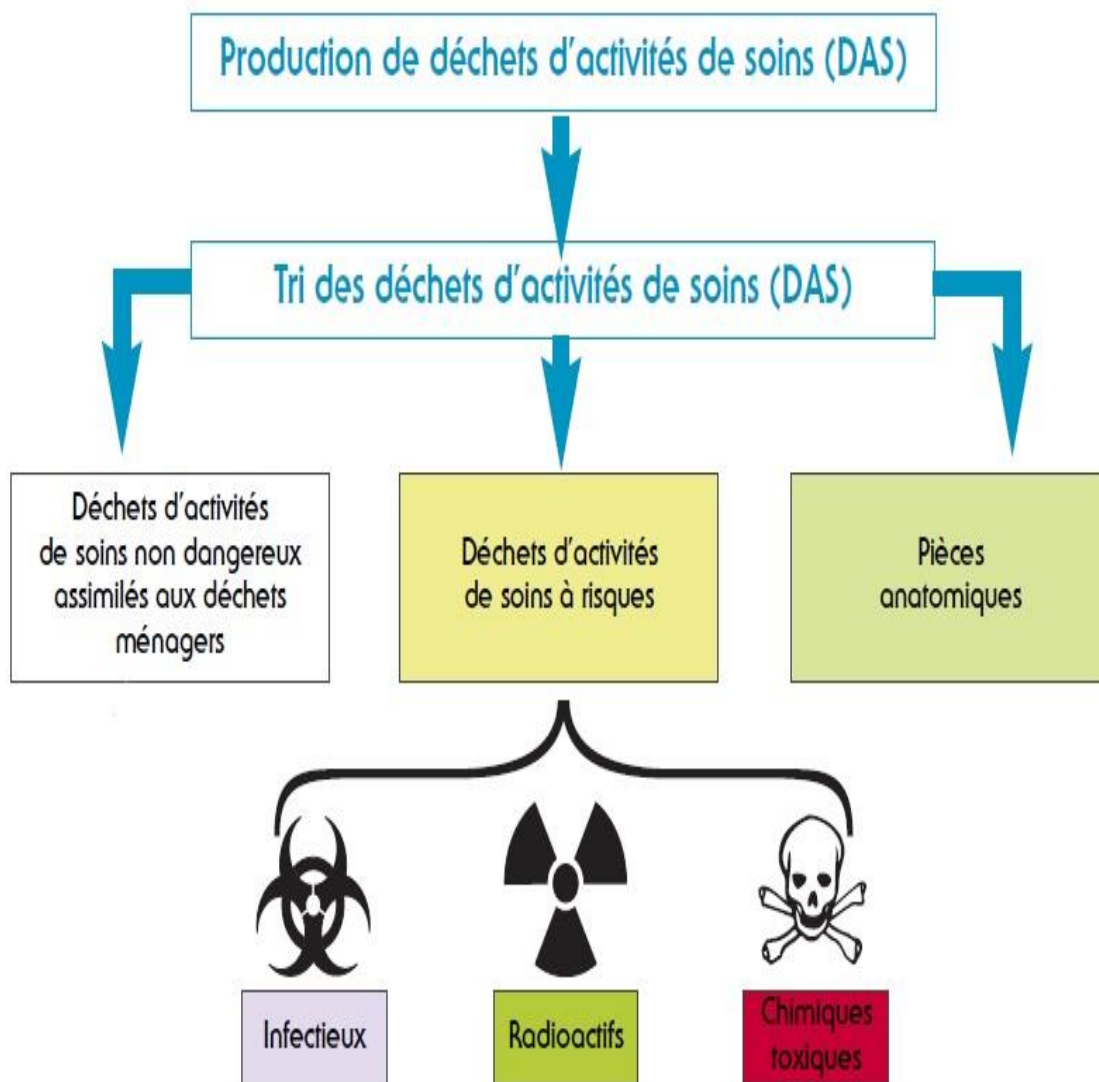 Production de déchets d'activités de soins (DAS)
Tri des déchets d'activités de soins (DAS)
Déchets d'activités
de soins non dangereux
assimilés aux déchets
ménagers
Déchets d'activités
de soins à risques
Pièces
anatomiques
Infectieux
Radioactifs
Chimiques
toxiques